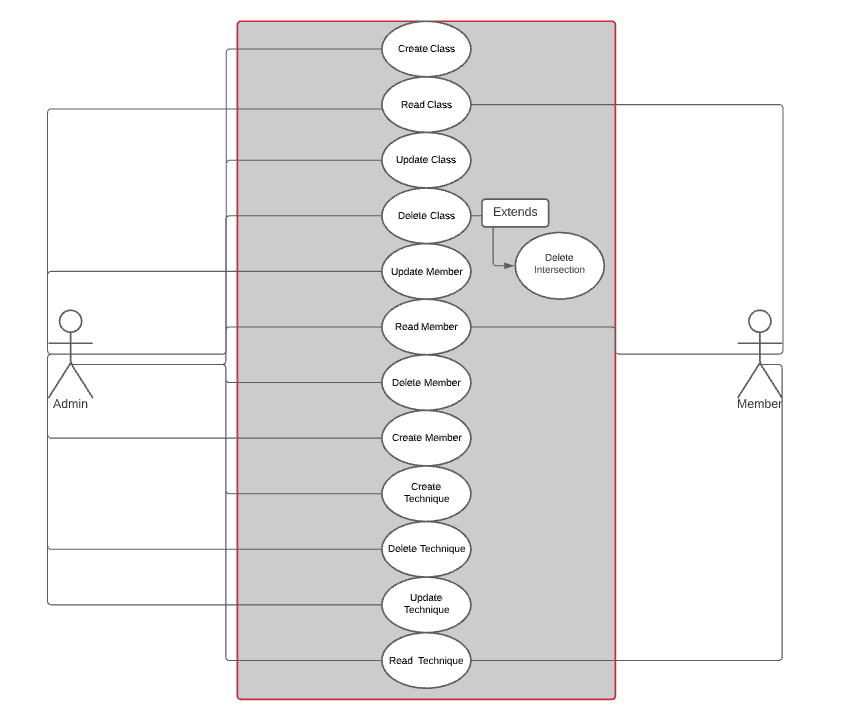 Create Class
Read Class
Update Class
Delete Class
Extends
Delete
Intersection
Update Member
Read Member
Admin
Member
Delete Member
Create Member
Create
Technique
Delete Technique
Update
Technique
Read Technique